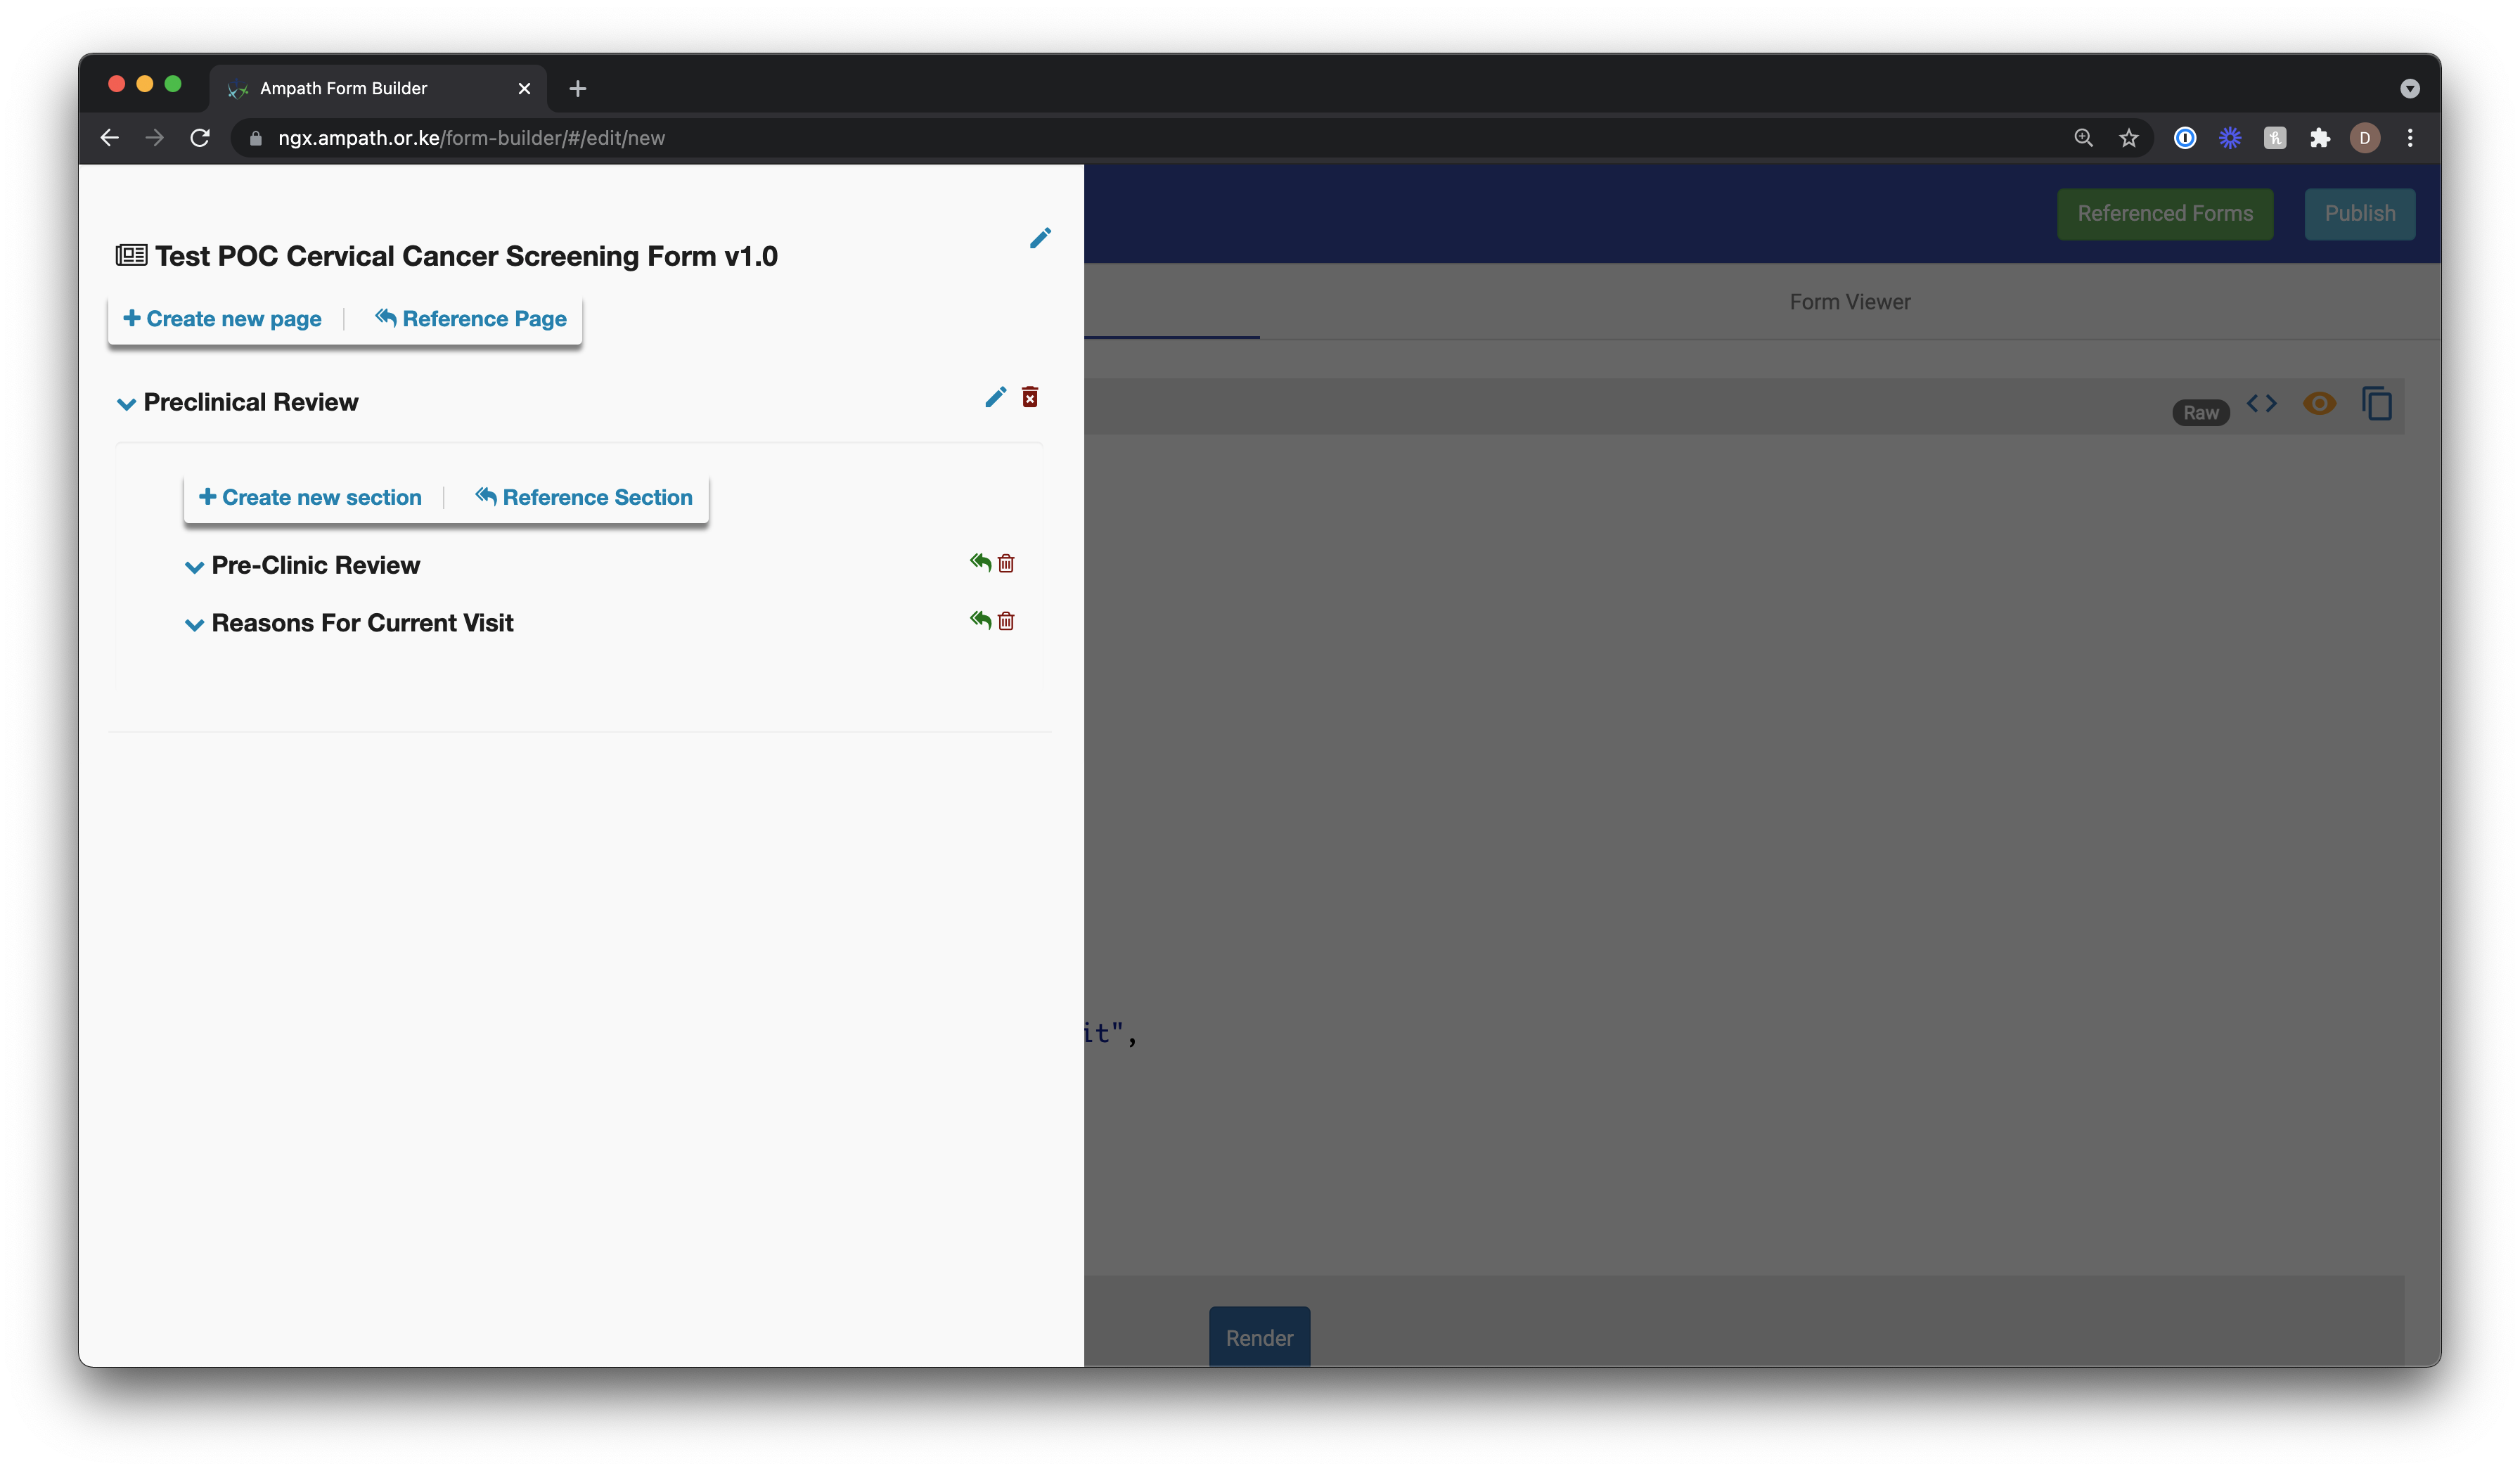 Ampath Form Builder
ngx.ampath.or.ke/form-builder/#/edit/new
D
Referenced Forms
Publish
Test POC Cervical Cancer Screening Form v1.0
Form Viewer
Create new page
Reference Page
Preclinical Review
Raw
Create new section
Reference Section
Pre-Clinic Review
Reasons For Current Visit
it",
Render